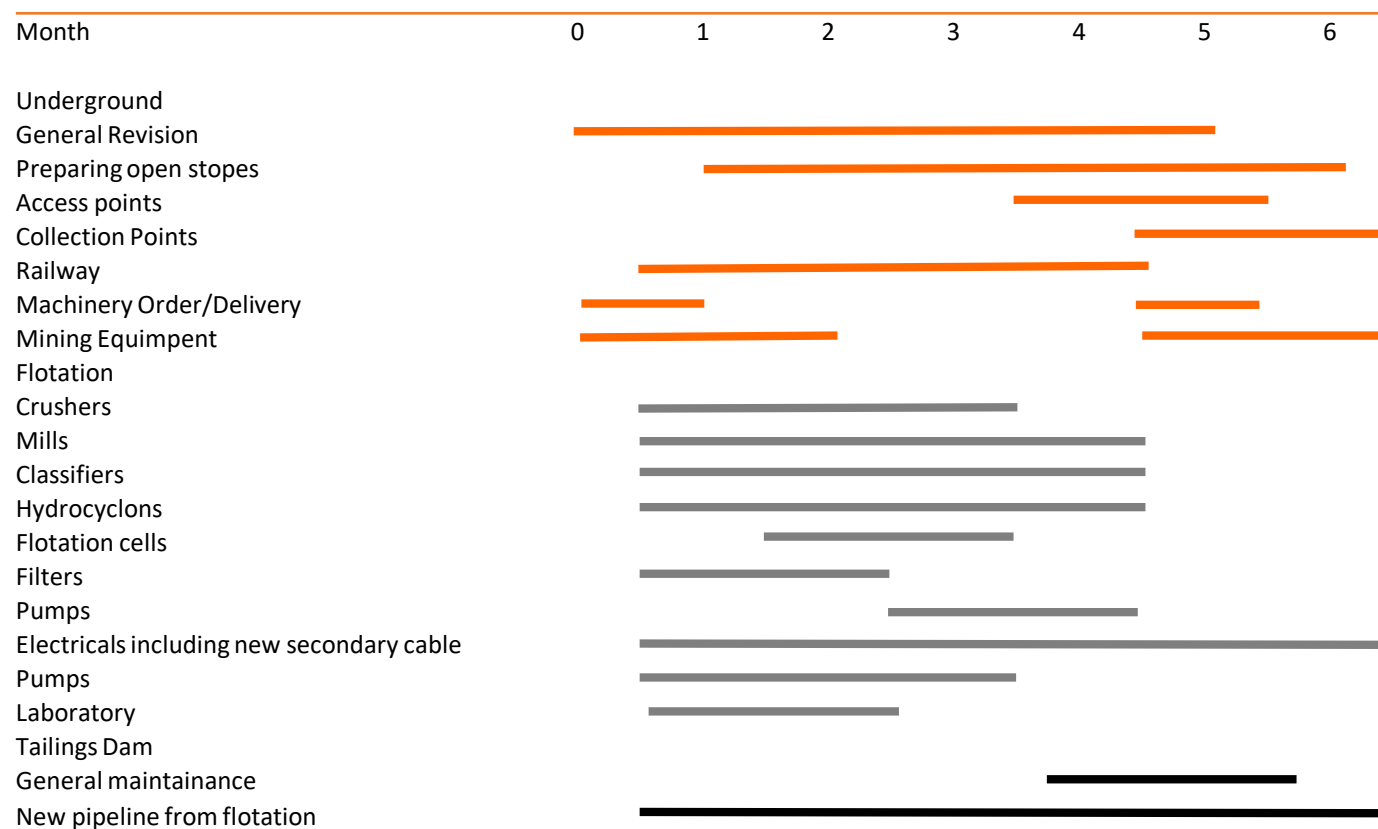 Month 0 1 2 3 4 5 6
Underground
General Revision
Preparing open stopes
Access points
Collection Points
Railway
Machinery Order/Delivery
Mining Equimpent
Flotation
Crushers
Mills
Classifiers
Hydrocyclons
Flotation cells
Filters
Pumps
Electricals including new secondary cable
Pumps
Laboratory
Tailings Dam
General maintainance
New pipeline from flotation